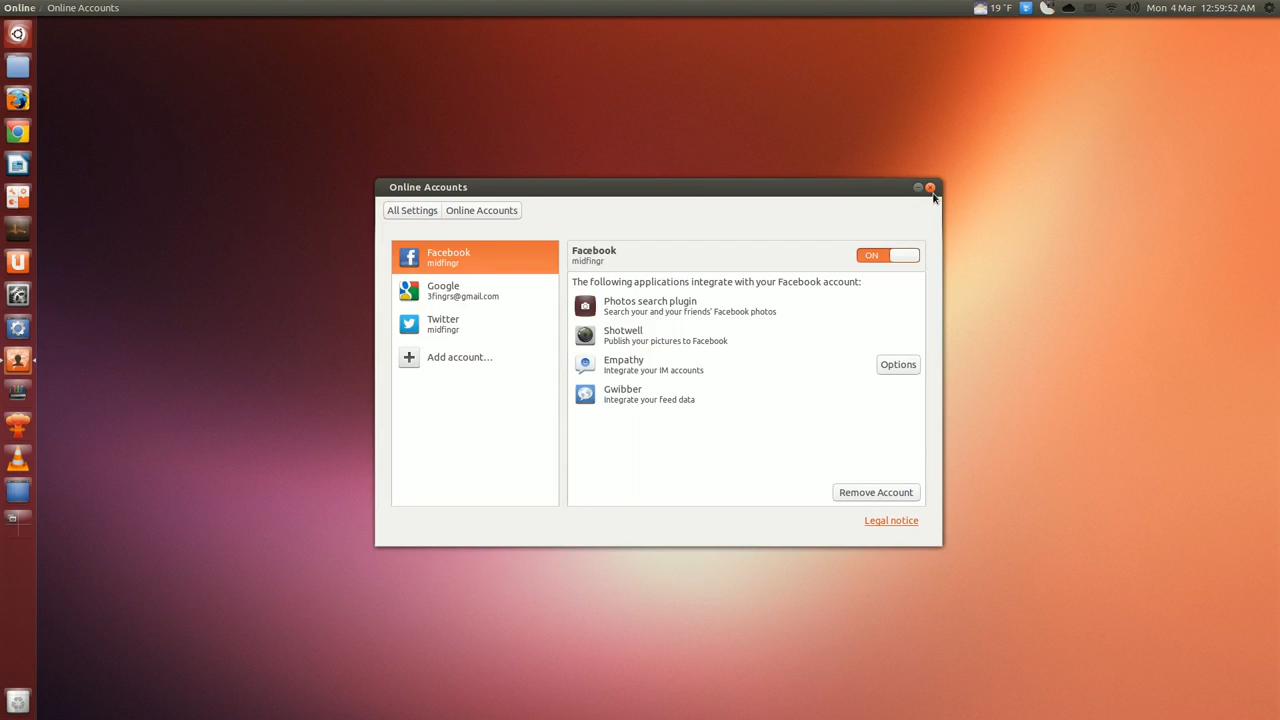 Online / Online Accounts
19 °F
Mon 4 Mar 12:59:52 AM
Online Accounts
All Settings
Online Accounts
Facebook
midfingr
Google
3fingrs@gmail.com
Twitter
midfingr
Add account…
Facebook
midfingr
ON
The following applications integrate with your Facebook account:
Photos search plugin
Search your and your friends' Facebook photos
Shotwell
Publish your pictures to Facebook
Empathy
Integrate your IM accounts
Options
Gwibber
Integrate your feed data
Remove Account
Legal notice